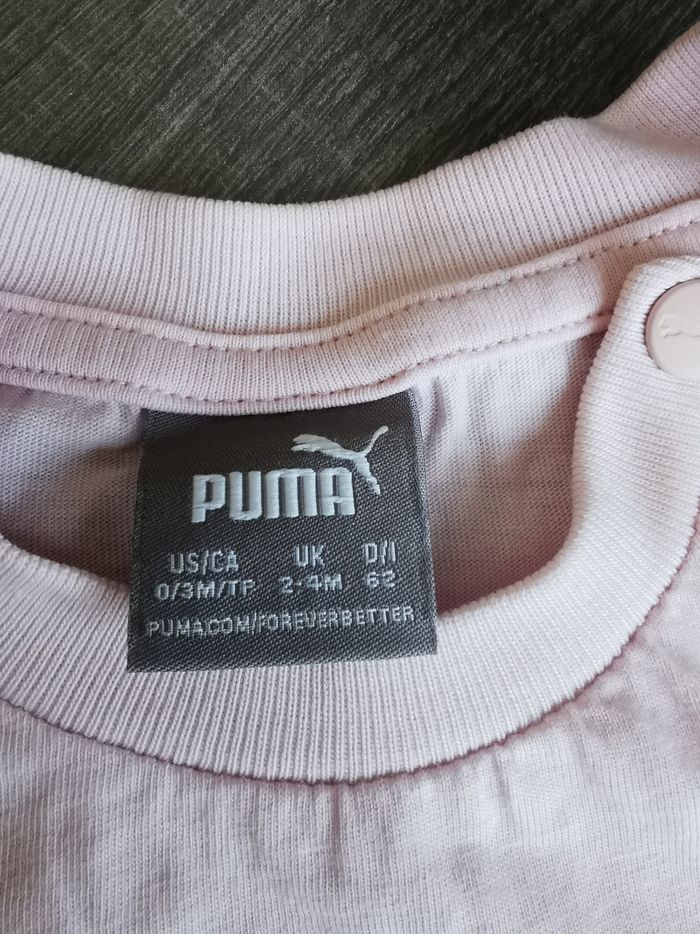 PUMA
US/CA UK D/I
0/3M/TP 2-4M 62
PUMA.COM/FOREVERBETTER